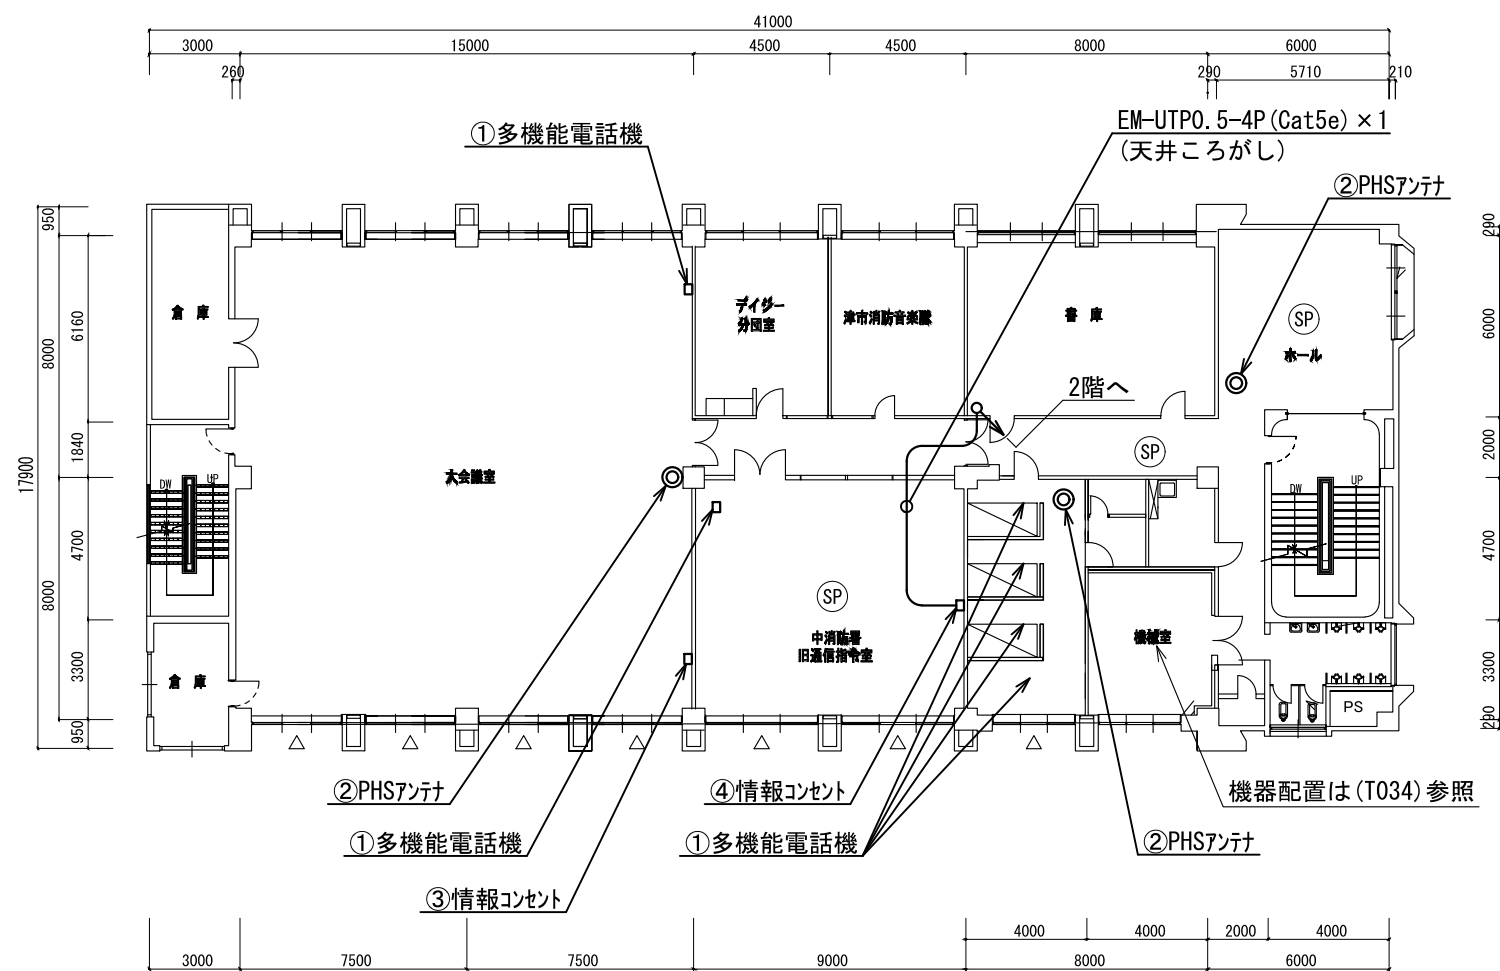 41000
3000
15000
4500
4500
8000
6000
260
290
5710
210
①多機能電話機
EM-UTP0.5-4P(Cat5e)×1
(天井ころがし)
②PHSアンテナ
950
6160
8000
1840
17900
4700
8000
3300
950
290
6000
2000
4700
3300
290
倉 庫
デイジー
分団室
津市消防音楽隊
書 庫
SP
ホール
2階へ
SP
大会議室
DW
UP
DW
UP
SP
中消防署
旧通信指令室
機械室
倉 庫
PS
②PHSアンテナ
④情報コンセント
機器配置は(T034)参照
①多機能電話機
①多機能電話機
②PHSアンテナ
③情報コンセント
4000
4000
2000
4000
3000
7500
7500
9000
8000
6000